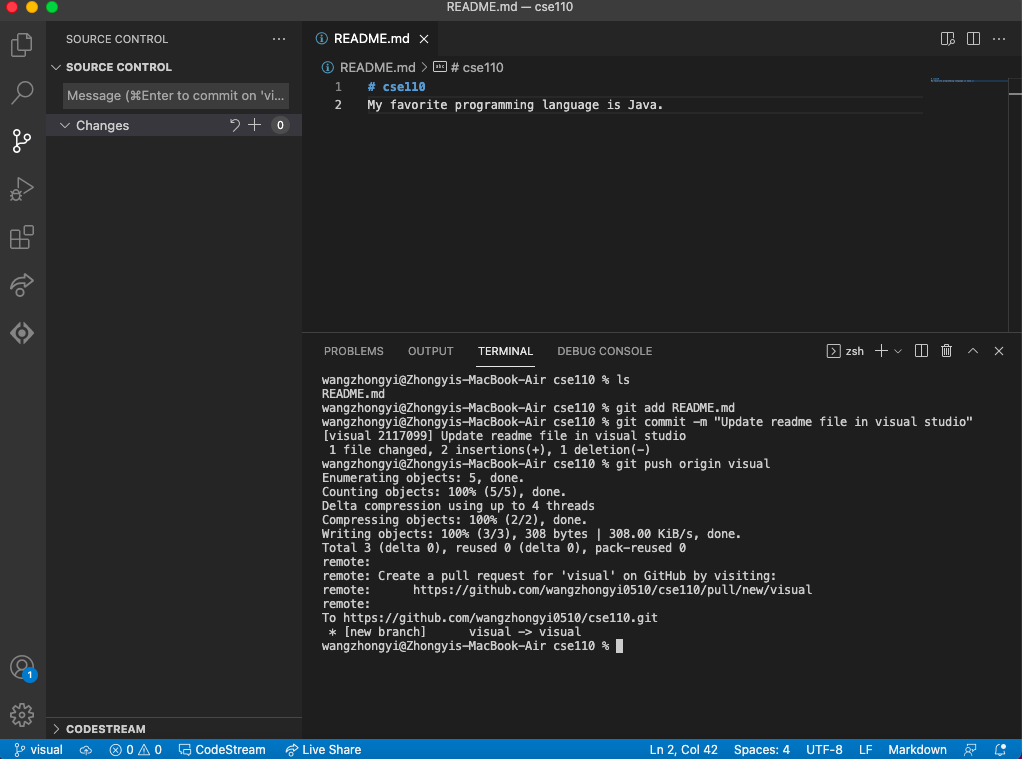 README.md — cse110
SOURCE CONTROL
SOURCE CONTROL
Message (⌘Enter to commit on 'vi...
Changes
0
README.md
README.md > # cse110
1 # cse110
2 My favorite programming language is Java.
PROBLEMS OUTPUT TERMINAL DEBUG CONSOLE
zsh
wangzhongyi@Zhongyis-MacBook-Air cse110 % ls
README.md
wangzhongyi@Zhongyis-MacBook-Air cse110 % git add README.md
wangzhongyi@Zhongyis-MacBook-Air cse110 % git commit -m "Update readme file in visual studio"
[visual 2117099] Update readme file in visual studio
 1 file changed, 2 insertions(+), 1 deletion(-)
wangzhongyi@Zhongyis-MacBook-Air cse110 % git push origin visual
Enumerating objects: 5, done.
Counting objects: 100% (5/5), done.
Delta compression using up to 4 threads
Compressing objects: 100% (2/2), done.
Writing objects: 100% (3/3), 308 bytes | 308.00 KiB/s, done.
Total 3 (delta 0), reused 0 (delta 0), pack-reused 0
remote:
remote: Create a pull request for 'visual' on GitHub by visiting:
remote:      https://github.com/wangzhongyi0510/cse110/pull/new/visual
remote:
To https://github.com/wangzhongyi0510/cse110.git
 * [new branch]      visual -> visual
wangzhongyi@Zhongyis-MacBook-Air cse110 %
1
CODESTREAM
visual 0 0 CodeStream Live Share Ln 2, Col 42 Spaces: 4 UTF-8 LF Markdown